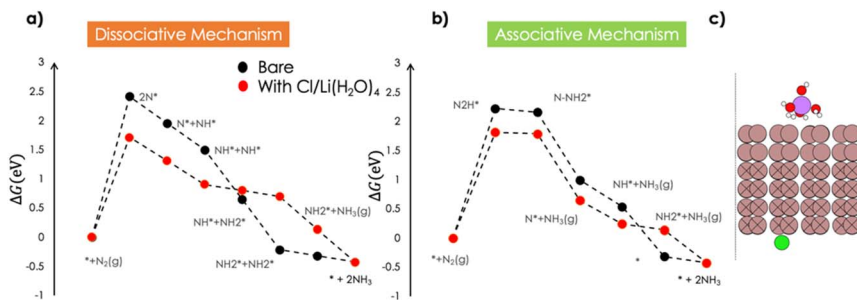 a)
Dissociative Mechanism
b)
Associative Mechanism
c)
3
2.5
2
1.5
1
0.5
0
-0.5
-1
ΔG(eV)
Bare
With Cl/Li(H₂O)₄
2N*
N*+NH*
NH*+NH*
NH*+NH2*
NH2*+NH₃(g)
NH2*+NH2*
*+N₂(g)
* + 2NH₃
3
2.5
2
1.5
1
0.5
0
-0.5
-1
ΔG(eV)
N2H*
N-NH2*
NH*+NH₃(g)
N*+NH₃(g)
NH2*+NH₃(g)
*+N₂(g)
*
* + 2NH₃